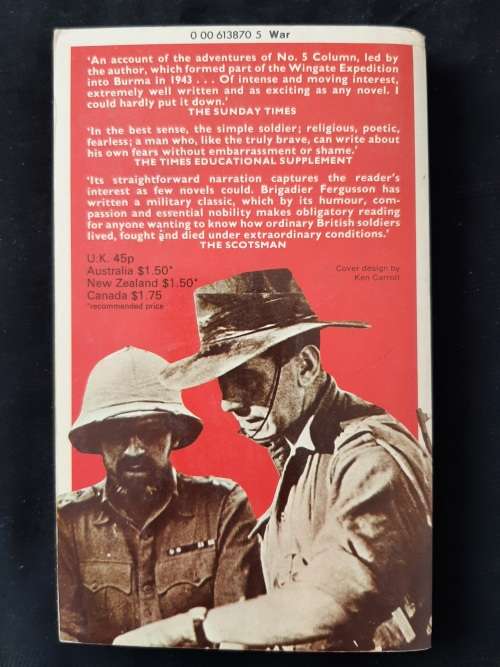 0 00 613870 5 War
'An account of the adventures of No. 5 Column, led by
the author, which formed part of the Wingate Expedition
into Burma in 1943 . . . Of intense and moving interest,
extremely well written and as exciting as any novel. I
could hardly put it down.'
THE SUNDAY TIMES
'In the best sense, the simple soldier; religious, poetic,
fearless; a man who, like the truly brave, can write about
his own fears without embarrassment or shame.'
THE TIMES EDUCATIONAL SUPPLEMENT
'Its straightforward narration captures the reader's
interest as few novels could. Brigadier Fergusson has
written a military classic, which by its humour, com-
passion and essential nobility makes obligatory reading
for anyone wanting to know how ordinary British soldiers
lived, fought and died under extraordinary conditions.'
THE SCOTSMAN
U.K. 45p
Australia $1.50*
New Zealand $1.50*
Canada $1.75
*recommended price
Cover design by
Ken Carroll